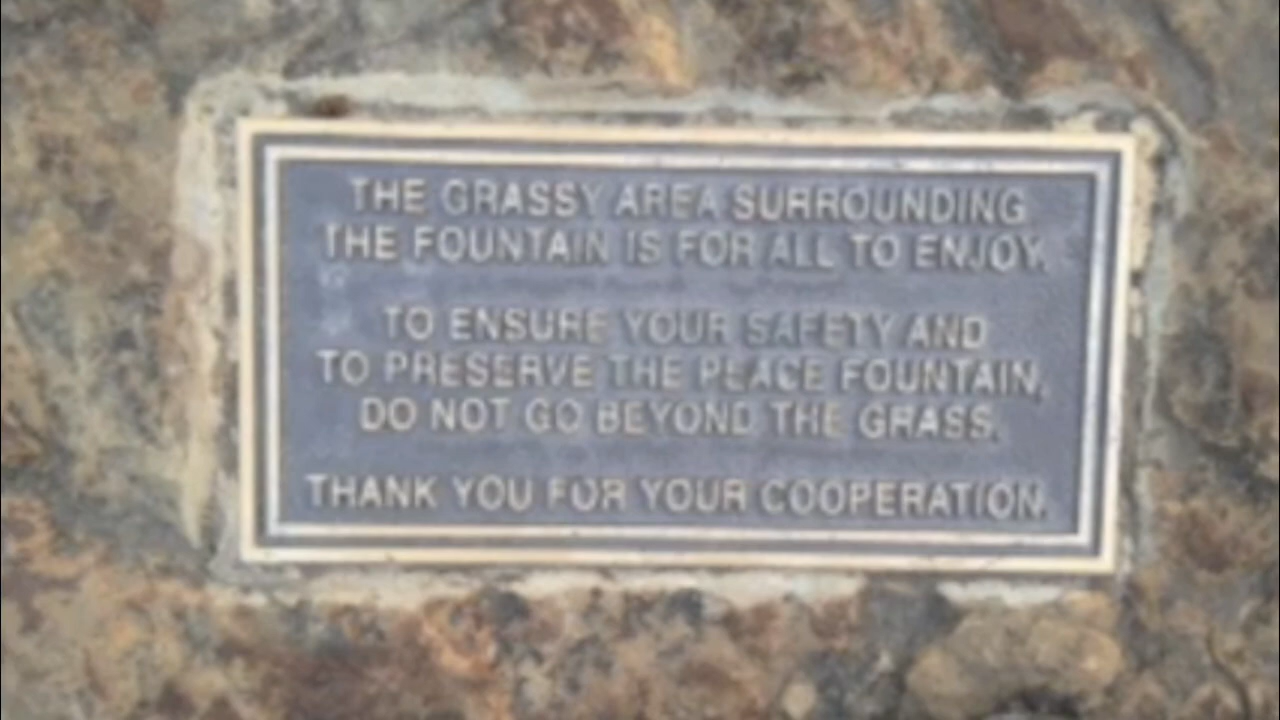 THE GRASSY AREA SURROUNDING
THE FOUNTAIN IS FOR ALL TO ENJOY.
TO ENSURE YOUR SAFETY AND
TO PRESERVE THE PEACE FOUNTAIN,
DO NOT GO BEYOND THE GRASS.
THANK YOU FOR YOUR COOPERATION.